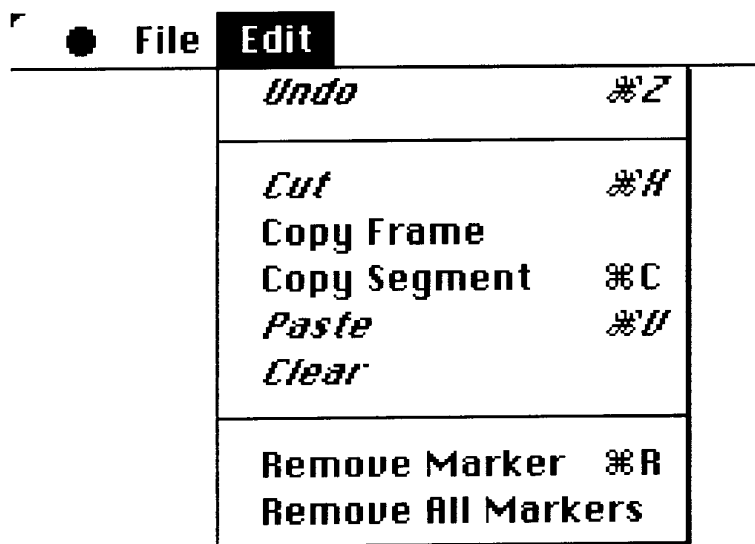 File Edit
Undo ⌘Z
Cut ⌘X
Copy Frame
Copy Segment ⌘C
Paste ⌘V
Clear
Remove Marker ⌘R
Remove All Markers